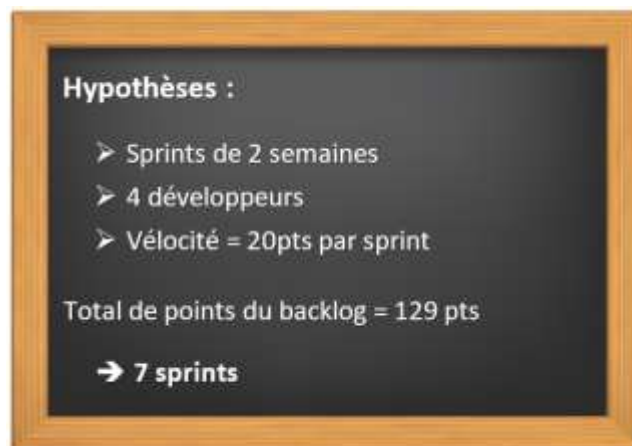 Hypothèses :
➢ Sprints de 2 semaines
➢ 4 développeurs
➢ Vélocité = 20pts par sprint
Total de points du backlog = 129 pts
➔ 7 sprints